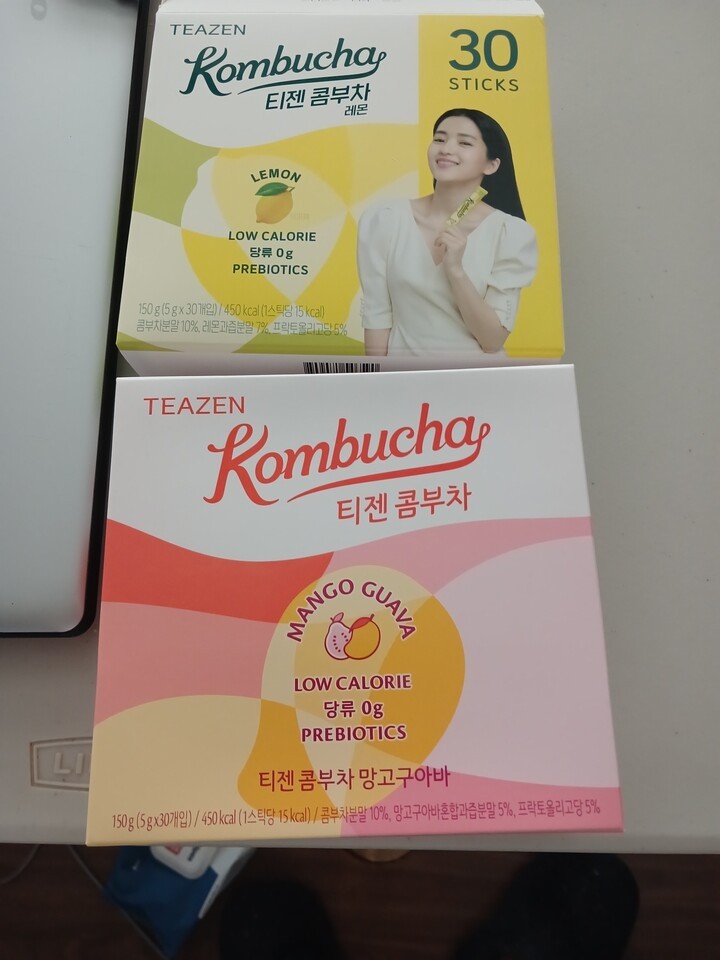 TEAZEN
Kombucha
티젠 콤부차
레몬
30
STICKS
LEMON
LOW CALORIE
당류 0g
PREBIOTICS
150 g (5 g x 30개입) / 450 kcal (1스틱당 15 kcal)
콤부차분말 10%, 레몬과즙분말 7%, 프락토올리고당 5%
TEAZEN
Kombucha
티젠 콤부차
MANGO GUAVA
LOW CALORIE
당류 0g
PREBIOTICS
티젠 콤부차 망고구아바
150 g (5 g x30개입) / 450 kcal (1스틱당 15 kcal) / 콤부차분말 10%, 망고구아바혼합과즙분말 5%, 프락토올리고당 5%